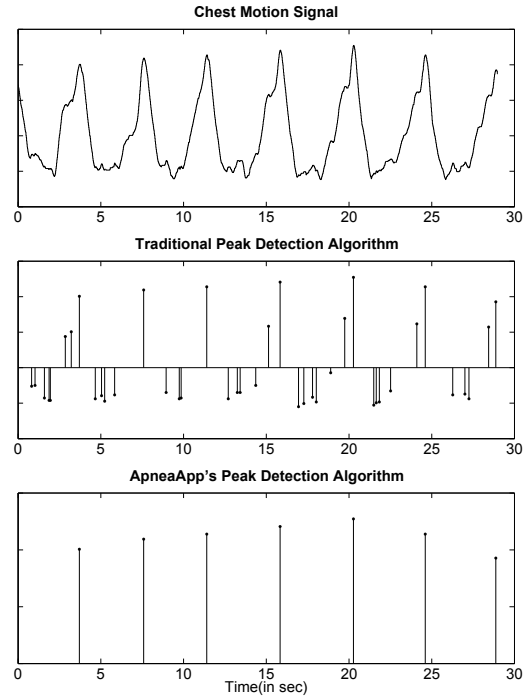 Chest Motion Signal
0 5 10 15 20 25 30
Traditional Peak Detection Algorithm
0 5 10 15 20 25 30
ApneaApp's Peak Detection Algorithm
0 5 10 15 20 25 30
Time(in sec)